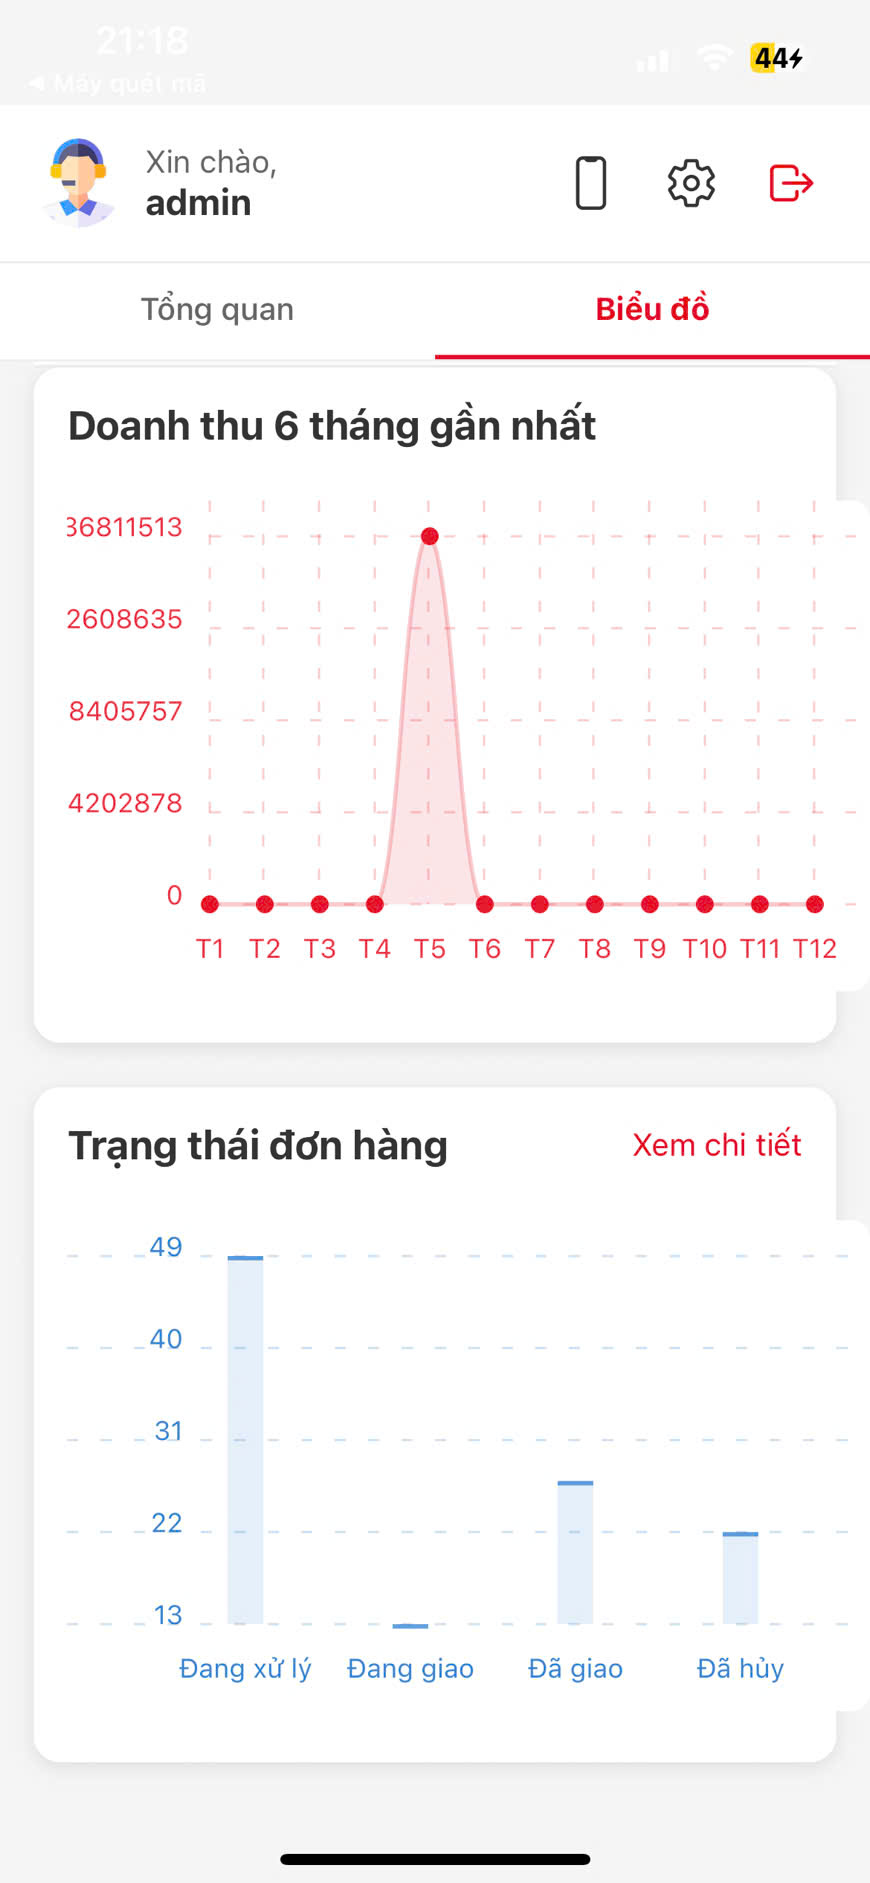 21:18
44
◀ Máy quét mã
Xin chào,
admin
Tổng quan
Biểu đồ
Doanh thu 6 tháng gần nhất
36811513
2608635
8405757
4202878
0
T1 T2 T3 T4 T5 T6 T7 T8 T9 T10 T11 T12
Trạng thái đơn hàng
Xem chi tiết
49
40
31
22
13
Đang xử lý Đang giao Đã giao Đã hủy